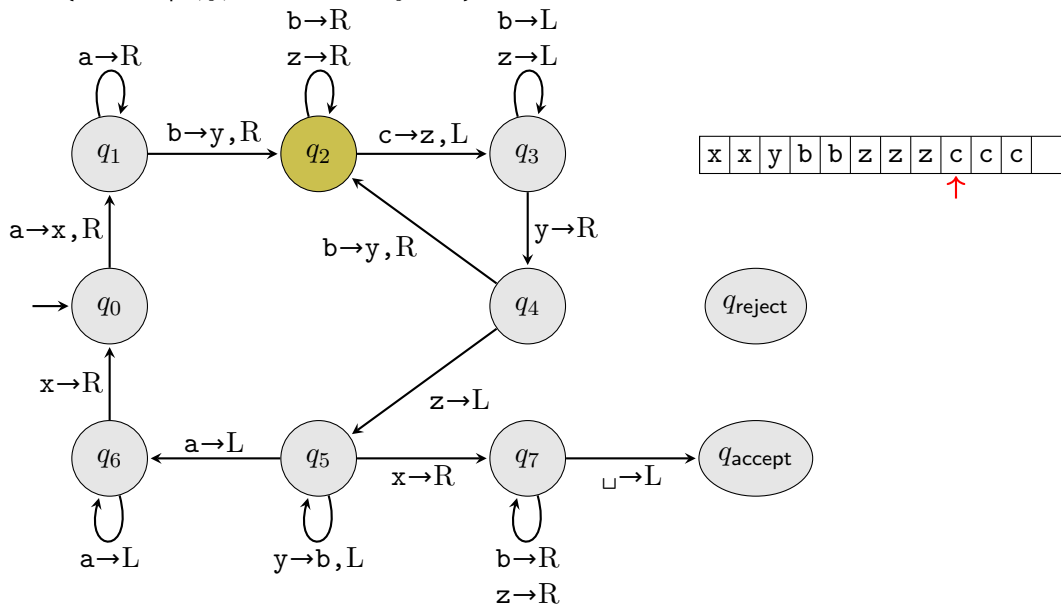 b→R
z→R
b→L
z→L
a→R
q1
b→y,R
q2
c→z,L
q3
x x y b b z z z c c c
↑
a→x,R
b→y,R
y→R
q0
q4
qreject
x→R
z→L
q6
a→L
q5
x→R
q7
␣→L
qaccept
a→L
y→b,L
b→R
z→R